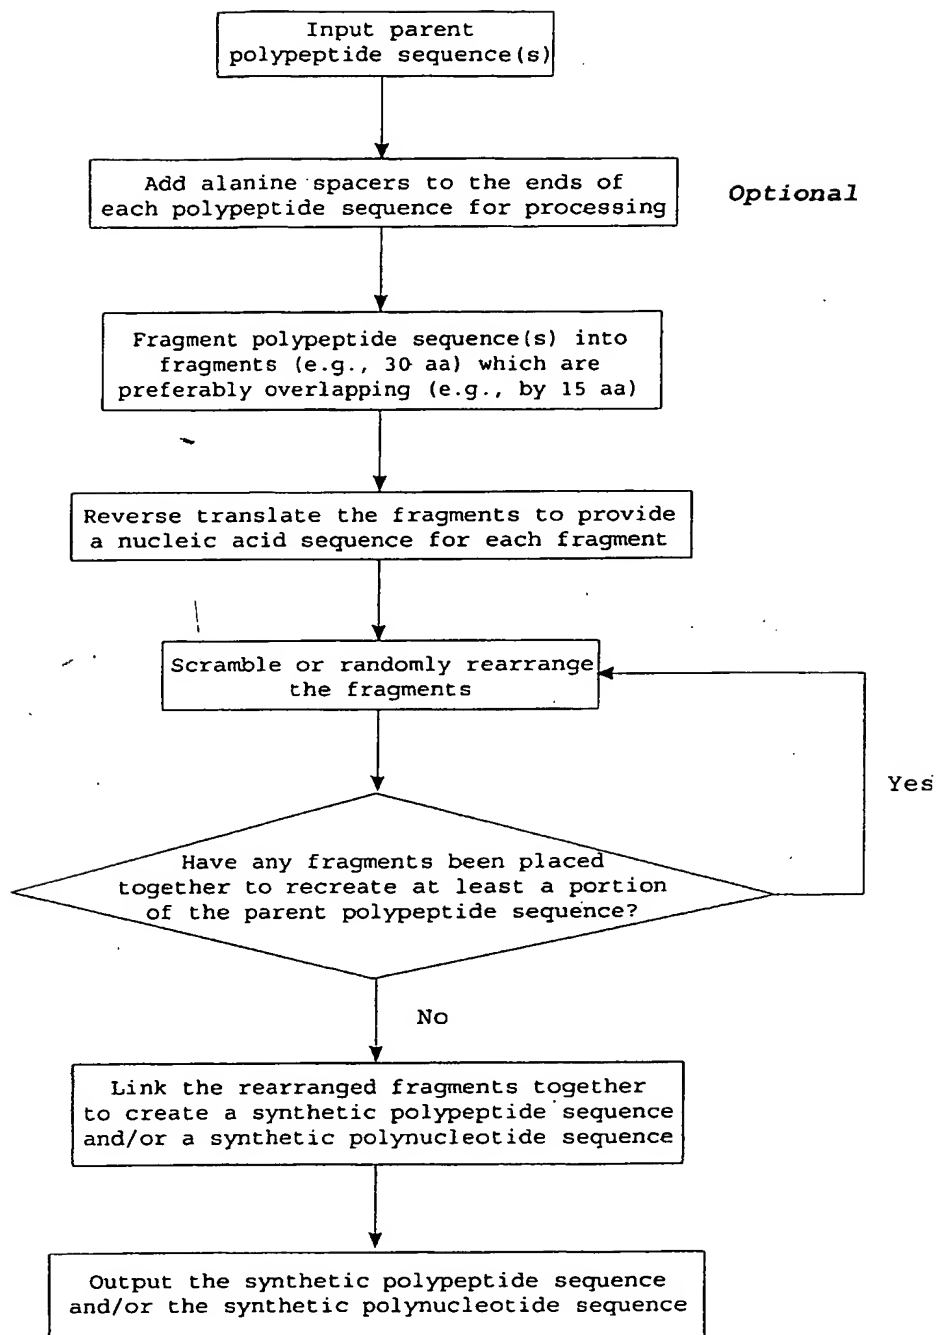 Input parent
polypeptide sequence(s)
Add alanine spacers to the ends of
each polypeptide sequence for processing
Optional
Fragment polypeptide sequence(s) into
fragments (e.g., 30 aa) which are
preferably overlapping (e.g., by 15 aa)
Reverse translate the fragments to provide
a nucleic acid sequence for each fragment
Scramble or randomly rearrange
the fragments
Yes
Have any fragments been placed
together to recreate at least a portion
of the parent polypeptide sequence?
No
Link the rearranged fragments together
to create a synthetic polypeptide sequence
and/or a synthetic polynucleotide sequence
Output the synthetic polypeptide sequence
and/or the synthetic polynucleotide sequence